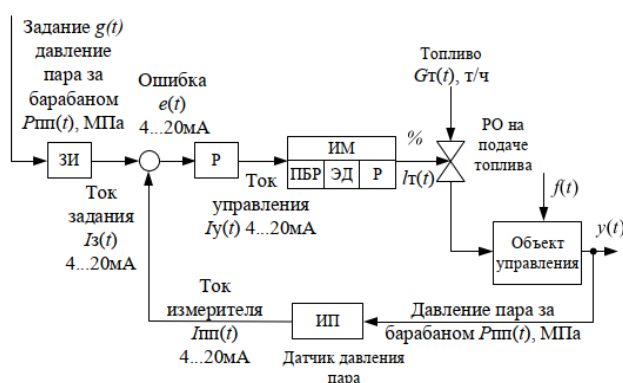 Задание g(t)
давление
пара за
барабаном
Pпп(t), МПа
Ошибка
e(t)
4...20мА
Топливо
Gт(t), т/ч
РО на
подаче
топлива
ЗИ
Р
ИМ
ПБР ЭД Р
%
lт(t)
f(t)
y(t)
Ток
задания
Iз(t)
4...20мА
Ток
управления
Iу(t) 4...20мА
Объект
управления
Ток
измерителя
Iпп(t)
4...20мА
ИП
Датчик давления
пара
Давление пара за
барабаном Pпп(t), МПа